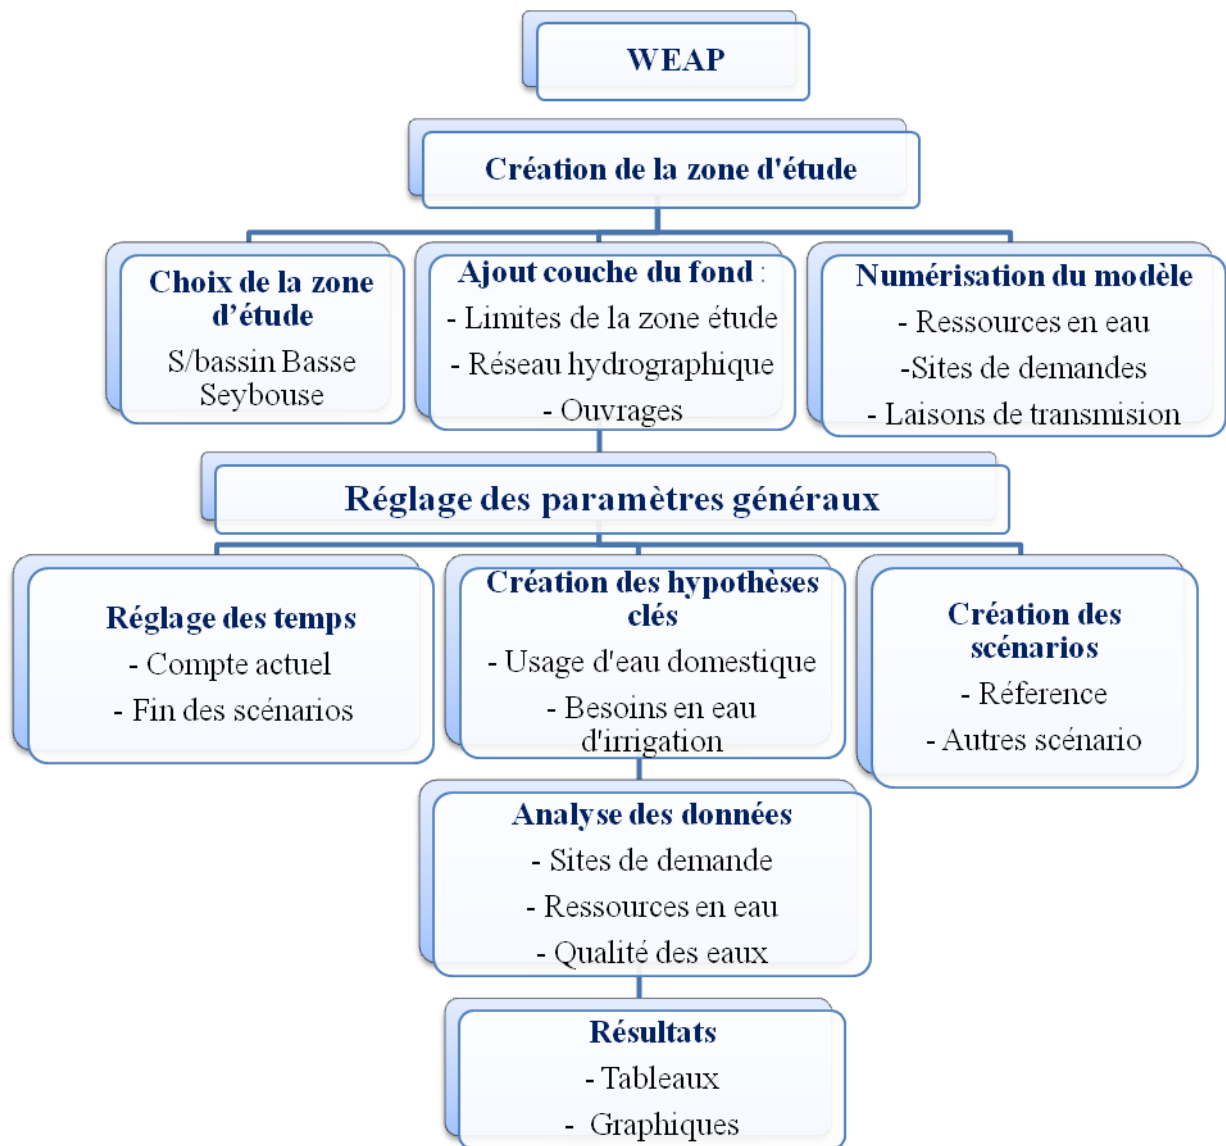 WEAP
Création de la zone d'étude
Choix de la zone
d’étude
S/bassin Basse
Seybouse
Ajout couche du fond :
- Limites de la zone étude
- Réseau hydrographique
- Ouvrages
Numérisation du modèle
- Ressources en eau
-Sites de demandes
- Laisons de transmision
Réglage des paramètres généraux
Réglage des temps
- Compte actuel
- Fin des scénarios
Création des hypothèses
clés
- Usage d'eau domestique
- Besoins en eau
d'irrigation
Création des
scénarios
- Réference
- Autres scénario
Analyse des données
- Sites de demande
- Ressources en eau
- Qualité des eaux
Résultats
- Tableaux
- Graphiques